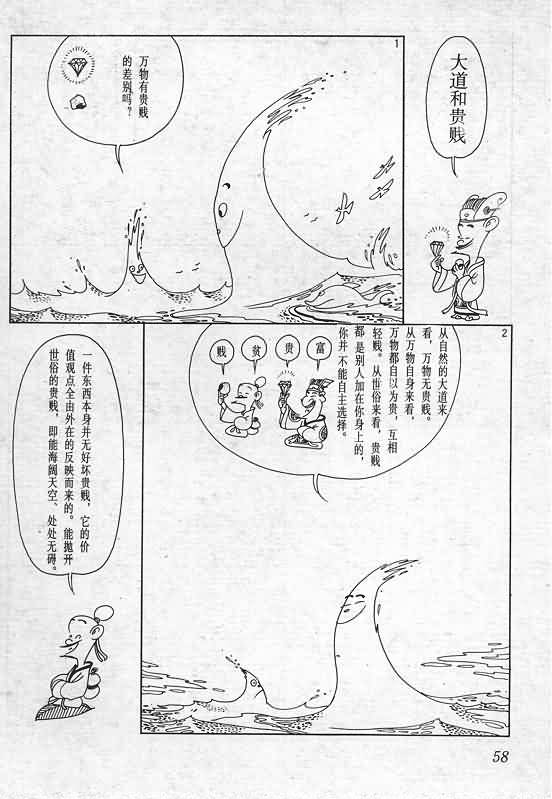 大道和贵贱
1
万物有贵贱
的差别吗？
2
从自然的大道来
看，万物无贵贱。
从万物自身来看，
万物都自以为贵，互相
轻贱。从世俗来看，贵贱
都是别人加在你身上的，
你并不能自主选择。
富
贵
贫
贱
一件东西本身并无好坏贵贱，它的价
值观点全由外在的反映而来的。能抛开
世俗的贵贱，即能海阔天空、处处无碍。
58